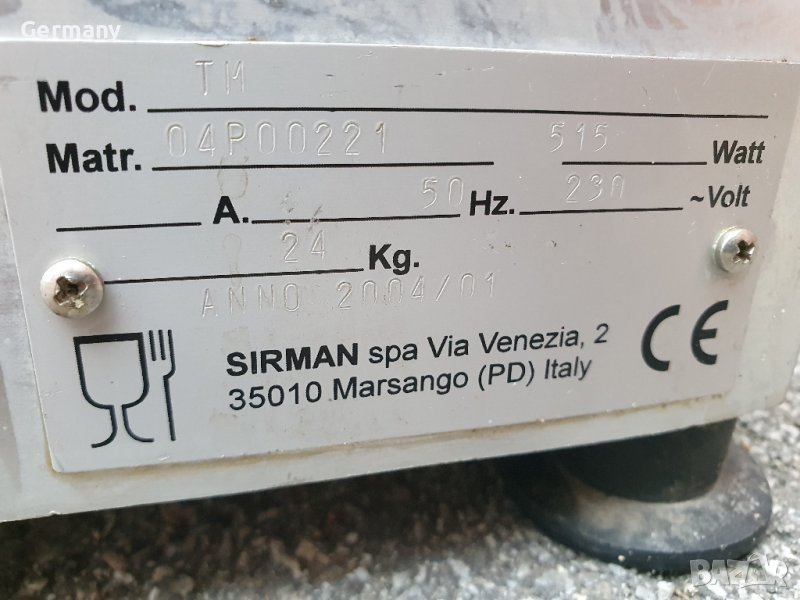 Germany
Mod. TM
Matr. 04P00221 515 Watt
A. 50 Hz. 230 ~Volt
24 Kg.
ANNO 2004/01
SIRMAN spa Via Venezia, 2
35010 Marsango (PD) Italy
CE
BAZAR